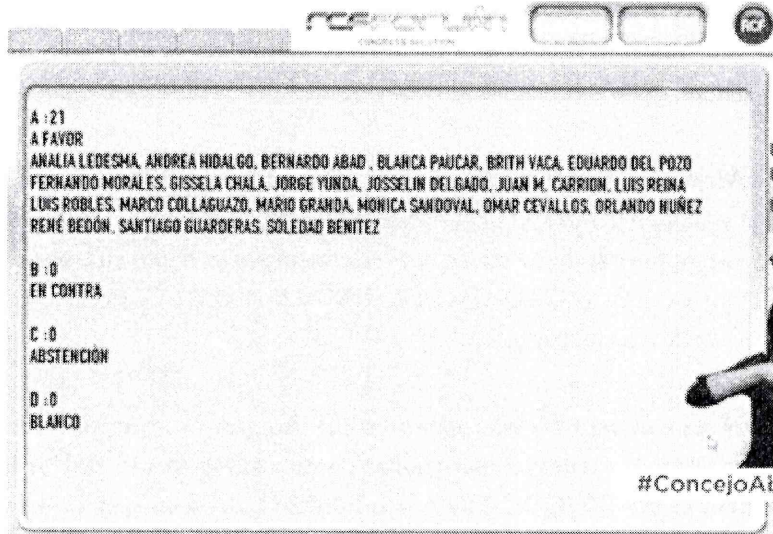 A :21
A FAVOR
ANALIA LEDESMA, ANDREA HIDALGO, BERNARDO ABAD , BLANCA PAUCAR, BRITH VACA, EDUARDO DEL POZO
FERNANDO MORALES, GISSELA CHALA, JORGE YUNDA, JOSSELIN DELGADO, JUAN M. CARRION, LUIS REINA
LUIS ROBLES, MARCO COLLAGUAZO, MARIO GRANDA, MONICA SANDOVAL, OMAR CEVALLOS, ORLANDO NUÑEZ
RENÉ BEDÓN, SANTIAGO GUARDERAS, SOLEDAD BENITEZ
B :0
EN CONTRA
C :0
ABSTENCIÓN
D :0
BLANCO
#ConcejoAb